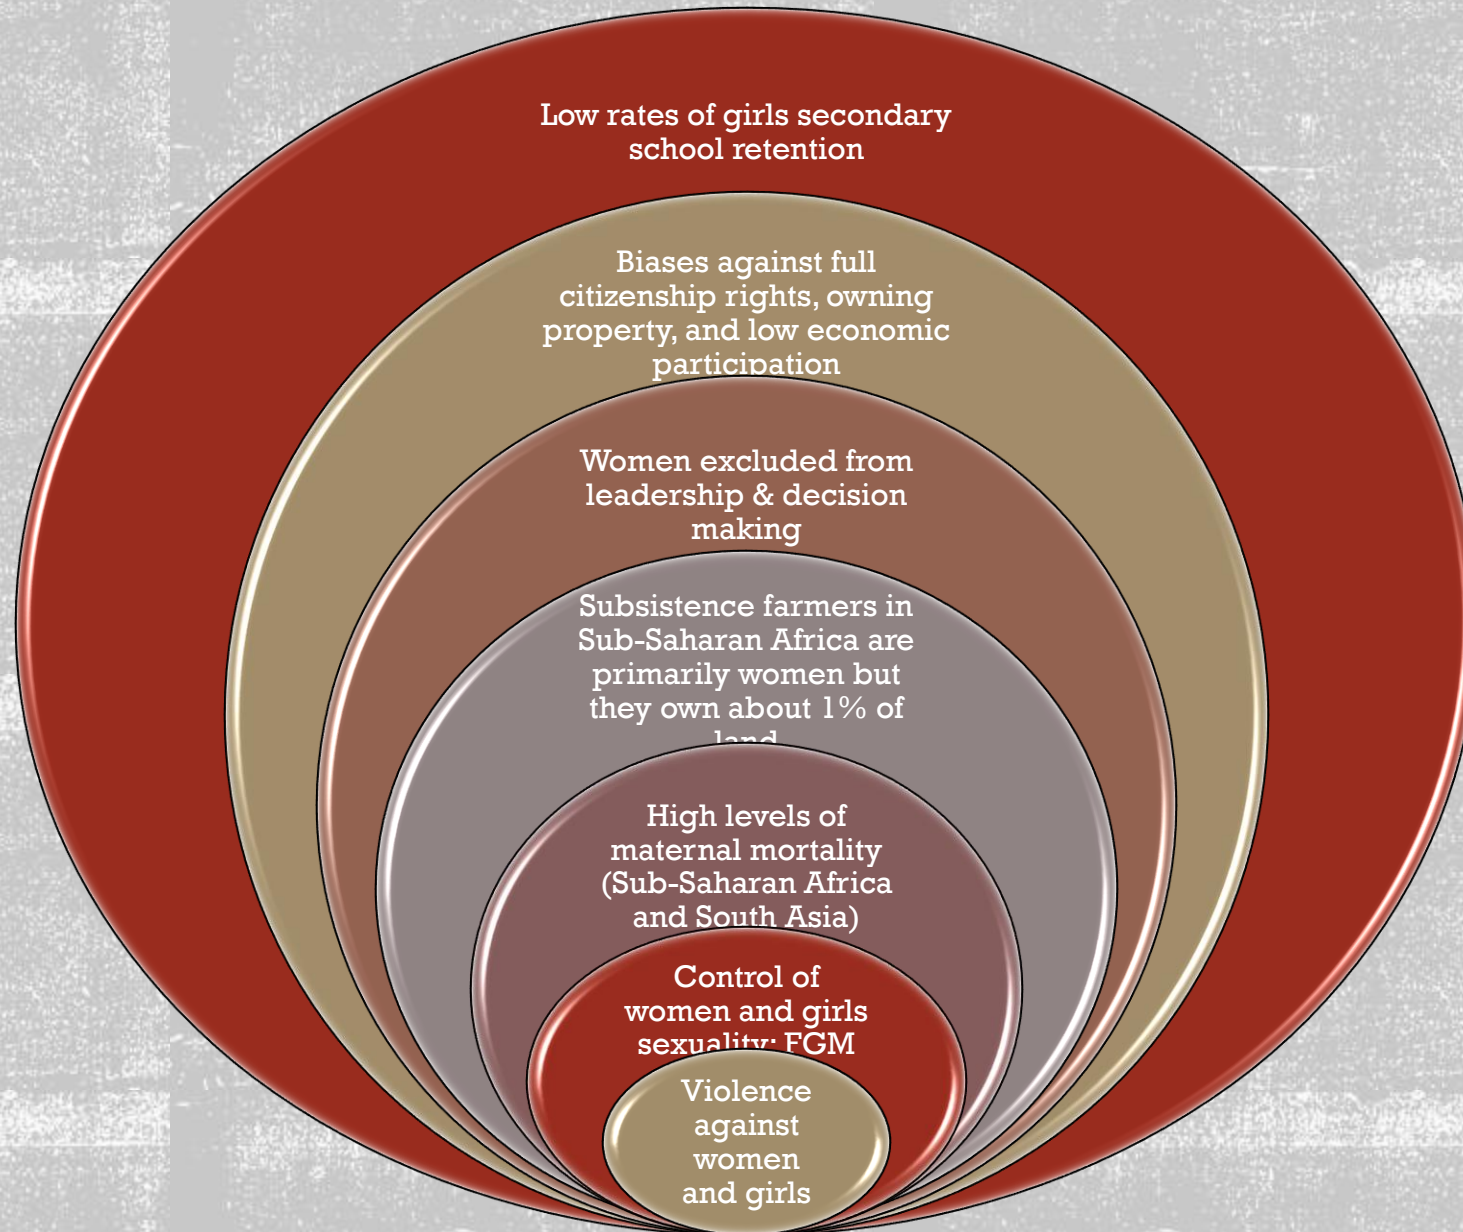 Low rates of girls secondary
school retention
Biases against full
citizenship rights, owning
property, and low economic
participation
Women excluded from
leadership & decision
making
Subsistence farmers in
Sub-Saharan Africa are
primarily women but
they own about 1% of
land
High levels of
maternal mortality
(Sub-Saharan Africa
and South Asia)
Control of
women and girls
sexuality: FGM
Violence
against
women
and girls